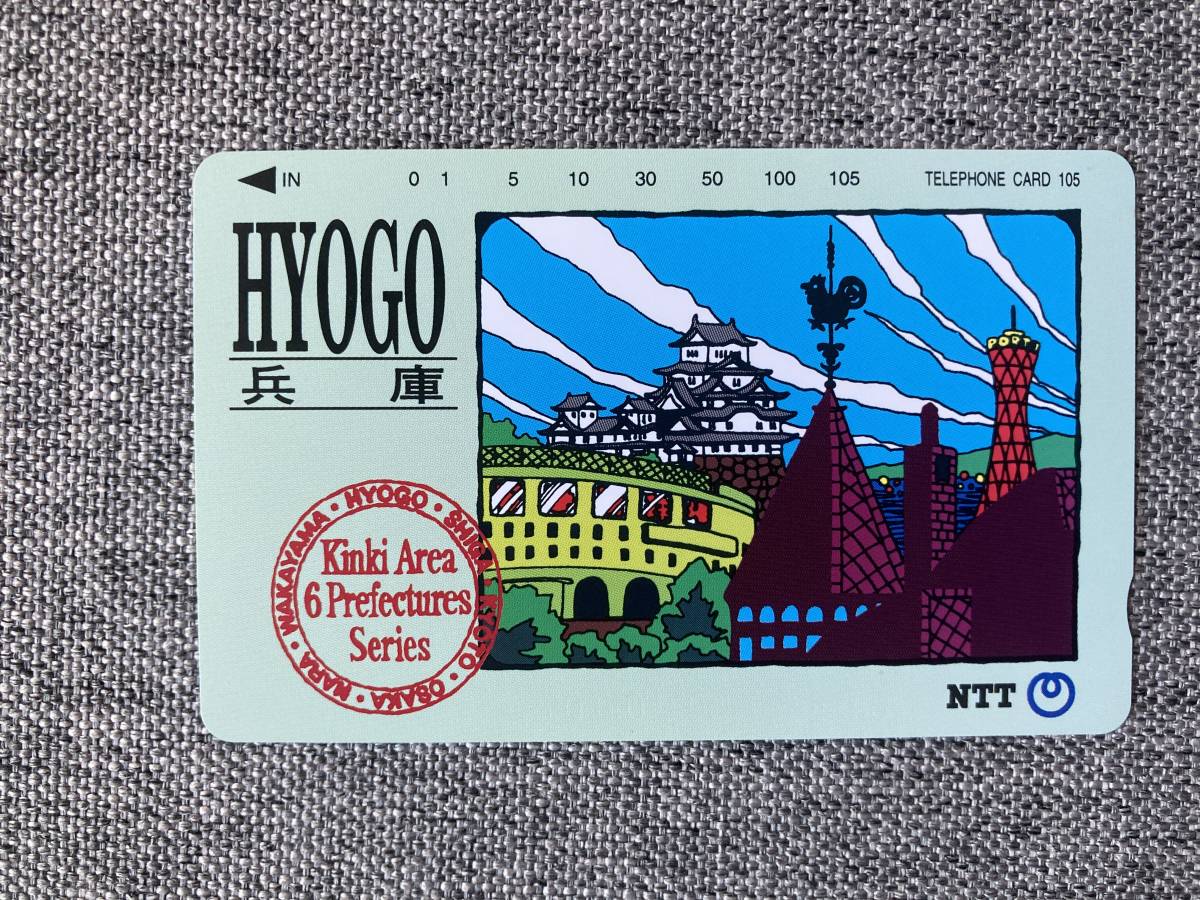 IN 0 1 5 10 30 50 100 105 TELEPHONE CARD 105
HYOGO
兵庫
PORT
WAKAYAMA・HYOGO・SHIGA・KYOTO・OSAKA・NARA・
Kinki Area
6 Prefectures
Series
NTT